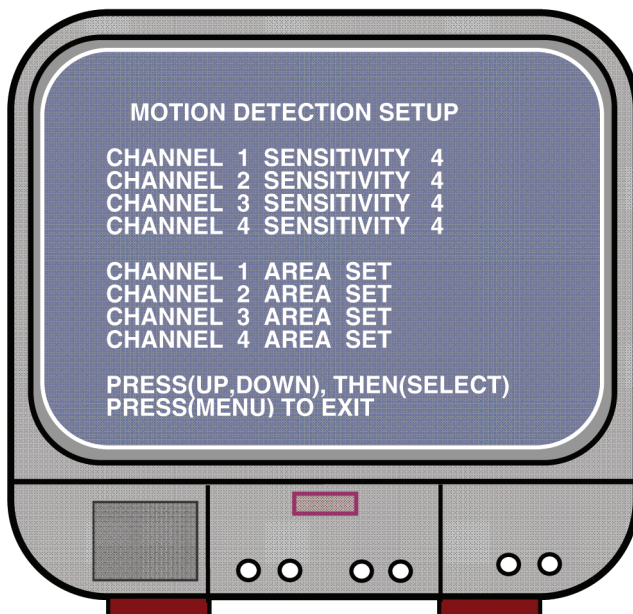 MOTION DETECTION SETUP
CHANNEL 1 SENSITIVITY 4
CHANNEL 2 SENSITIVITY 4
CHANNEL 3 SENSITIVITY 4
CHANNEL 4 SENSITIVITY 4
CHANNEL 1 AREA SET
CHANNEL 2 AREA SET
CHANNEL 3 AREA SET
CHANNEL 4 AREA SET
PRESS(UP,DOWN), THEN(SELECT)
PRESS(MENU) TO EXIT